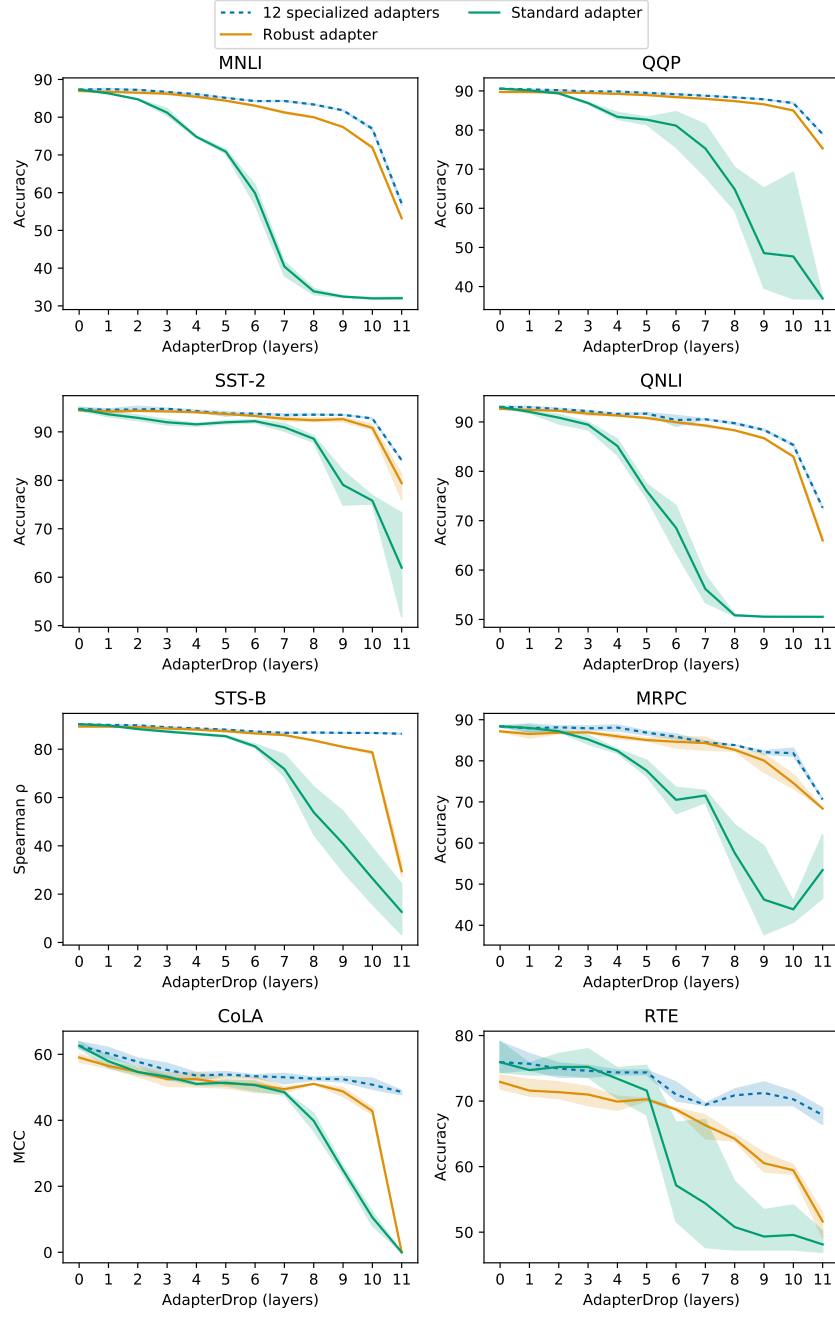 12 specialized adapters
Standard adapter
Robust adapter
MNLI
QQP
90
80
70
60
50
40
30
Accuracy
0 1 2 3 4 5 6 7 8 9 10 11
AdapterDrop (layers)
90
80
70
60
50
40
Accuracy
0 1 2 3 4 5 6 7 8 9 10 11
AdapterDrop (layers)
SST-2
QNLI
90
80
70
60
50
Accuracy
0 1 2 3 4 5 6 7 8 9 10 11
AdapterDrop (layers)
90
80
70
60
50
Accuracy
0 1 2 3 4 5 6 7 8 9 10 11
AdapterDrop (layers)
STS-B
MRPC
80
60
40
20
0
Spearman ρ
0 1 2 3 4 5 6 7 8 9 10 11
AdapterDrop (layers)
90
80
70
60
50
40
Accuracy
0 1 2 3 4 5 6 7 8 9 10 11
AdapterDrop (layers)
CoLA
RTE
60
40
20
0
MCC
0 1 2 3 4 5 6 7 8 9 10 11
AdapterDrop (layers)
80
70
60
50
Accuracy
0 1 2 3 4 5 6 7 8 9 10 11
AdapterDrop (layers)